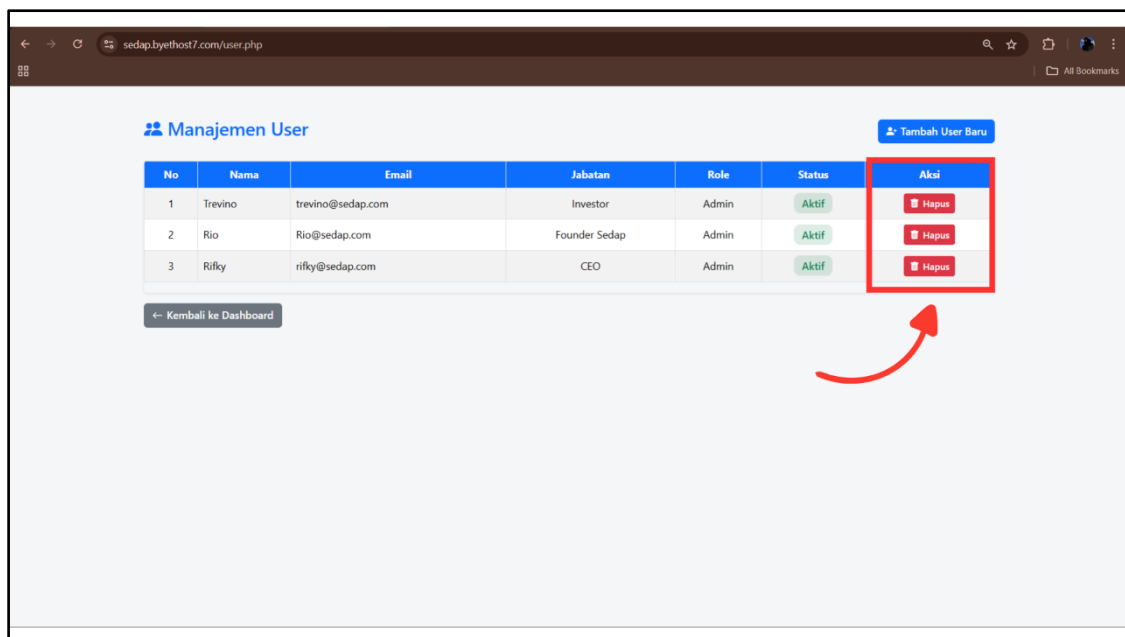 sedap.byethost7.com/user.php
All Bookmarks
Manajemen User
Tambah User Baru
No Nama Email Jabatan Role Status Aksi
1 Trevino trevino@sedap.com Investor Admin Aktif Hapus
2 Rio Rio@sedap.com Founder Sedap Admin Aktif Hapus
3 Rifky rifky@sedap.com CEO Admin Aktif Hapus
← Kembali ke Dashboard